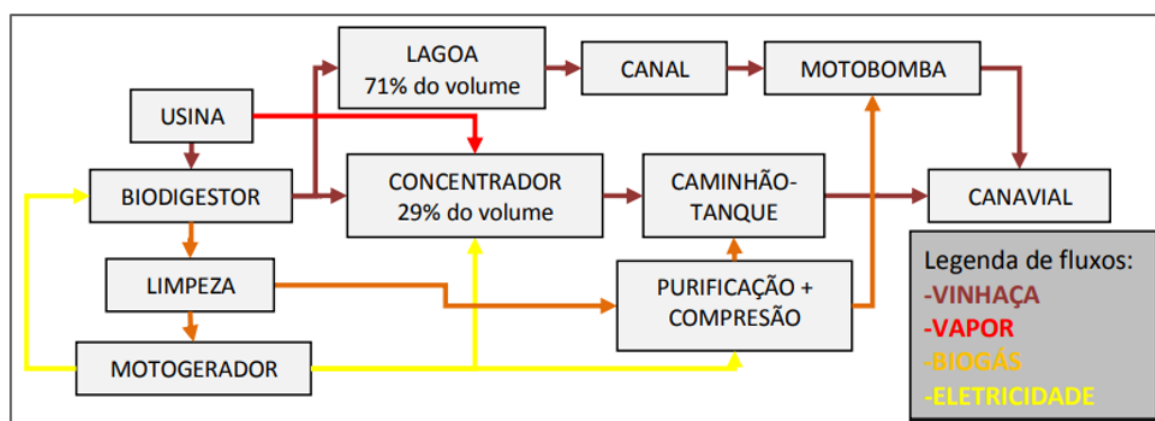 LAGOA
71% do volume
CANAL
MOTOBOMBA
USINA
BIODIGESTOR
CONCENTRADOR
29% do volume
CAMINHÃO-
TANQUE
CANAVIAL
LIMPEZA
PURIFICAÇÃO +
COMPRESÃO
MOTOGERADOR
Legenda de fluxos:
-VINHAÇA
-VAPOR
-BIOGÁS
-ELETRICIDADE